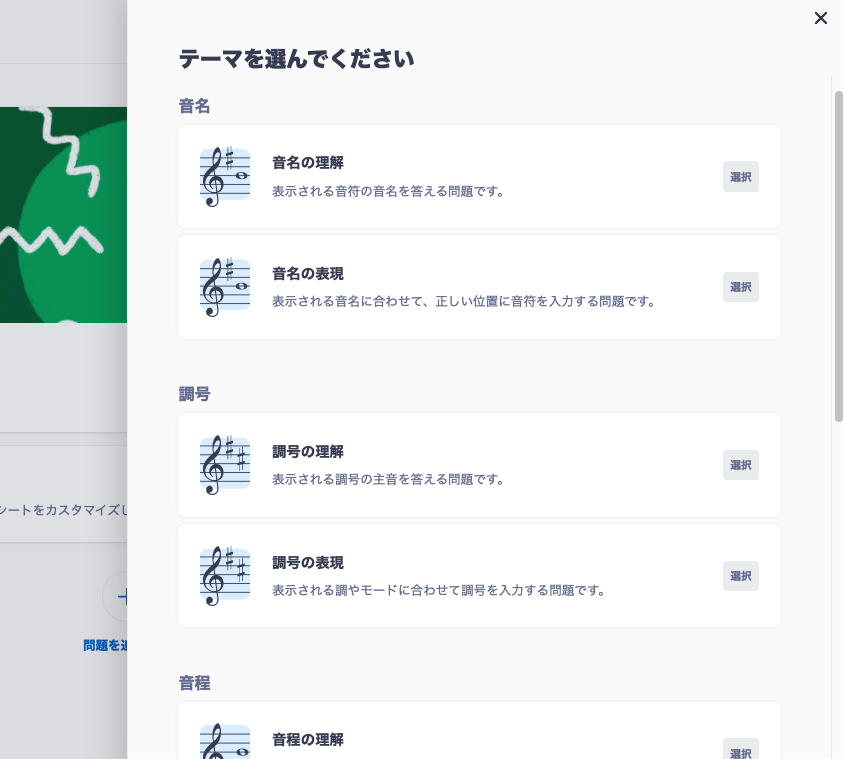 テーマを選んでください
音名
音名の理解
表示される音符の音名を答える問題です。
選択
音名の表現
表示される音名に合わせて、正しい位置に音符を入力する問題です。
選択
調号
調号の理解
表示される調号の主音を答える問題です。
選択
調号の表現
表示される調やモードに合わせて調号を入力する問題です。
選択
シートをカスタマイズし
問題を追
音程
音程の理解
選択